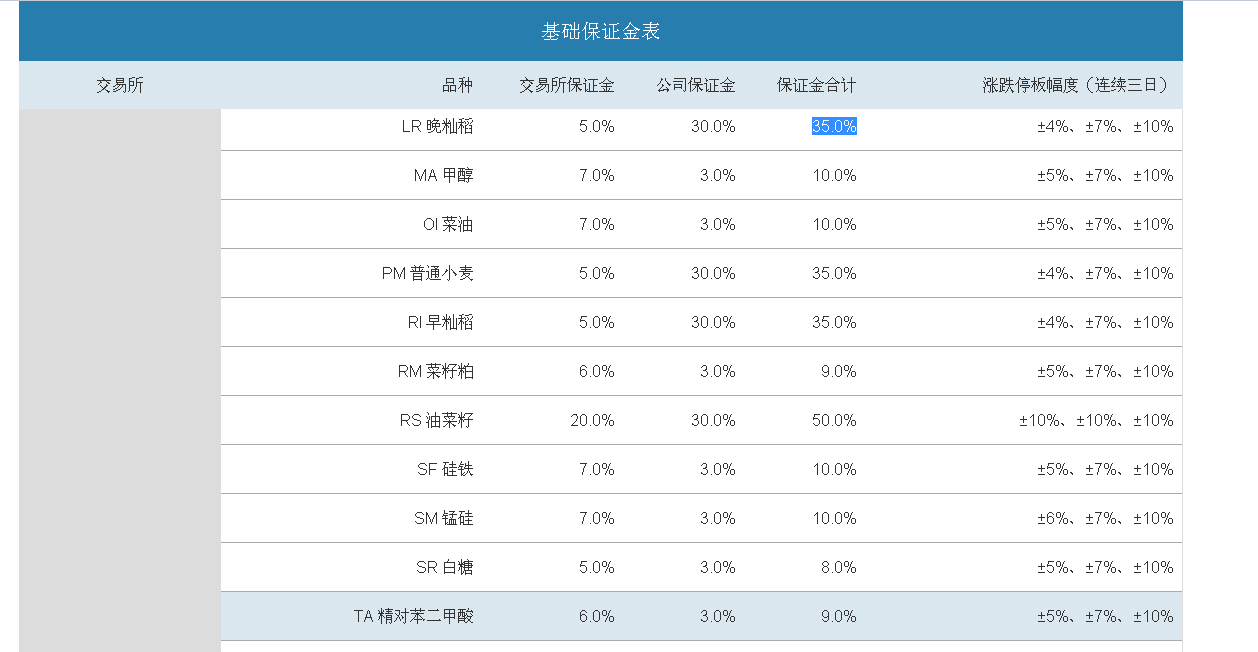 基础保证金表
交易所 品种 交易所保证金 公司保证金 保证金合计 涨跌停板幅度（连续三日）
LR 晚籼稻 5.0% 30.0% 35.0% ±4%、±7%、±10%
MA 甲醇 7.0% 3.0% 10.0% ±5%、±7%、±10%
OI 菜油 7.0% 3.0% 10.0% ±5%、±7%、±10%
PM 普通小麦 5.0% 30.0% 35.0% ±4%、±7%、±10%
RI 早籼稻 5.0% 30.0% 35.0% ±4%、±7%、±10%
RM 菜籽粕 6.0% 3.0% 9.0% ±5%、±7%、±10%
RS 油菜籽 20.0% 30.0% 50.0% ±10%、±10%、±10%
SF 硅铁 7.0% 3.0% 10.0% ±5%、±7%、±10%
SM 锰硅 7.0% 3.0% 10.0% ±6%、±7%、±10%
SR 白糖 5.0% 3.0% 8.0% ±5%、±7%、±10%
TA 精对苯二甲酸 6.0% 3.0% 9.0% ±5%、±7%、±10%